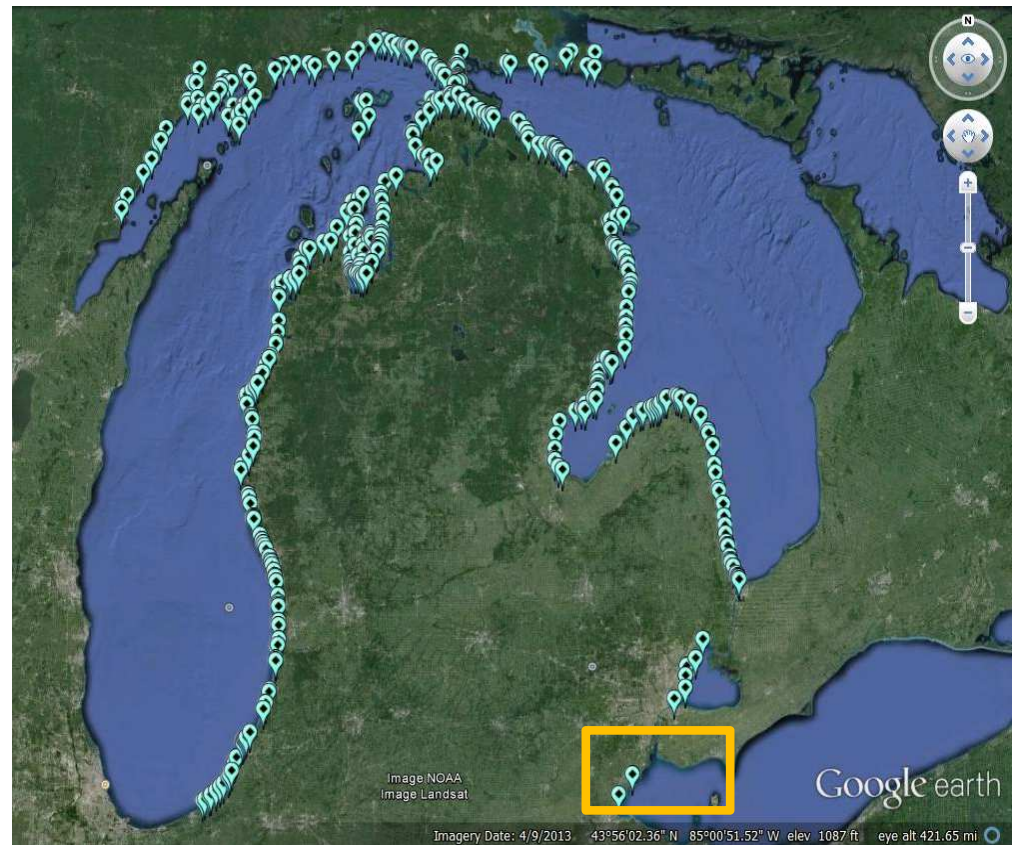 N
Image NOAA
Image Landsat
Google earth
Imagery Date: 4/9/2013 43°56'02.36" N 85°00'51.52" W elev 1087 ft eye alt 421.65 mi